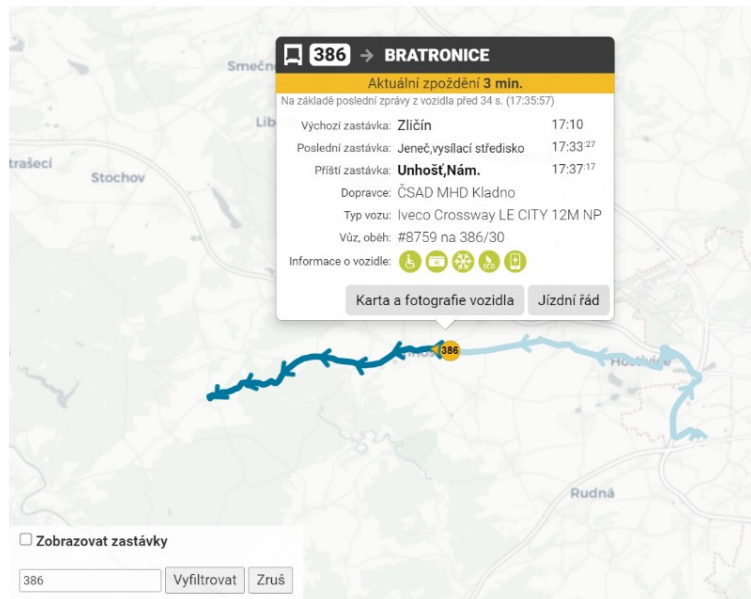 386 → BRATRONICE
Aktuální zpoždění 3 min.
Na základě poslední zprávy z vozidla před 34 s. (17:35:57)
Výchozí zastávka: Zličín 17:10
Poslední zastávka: Jeneč,vysílací středisko 17:33:27
Příští zastávka: Unhošť,Nám. 17:37:17
Dopravce: ČSAD MHD Kladno
Typ vozu: Iveco Crossway LE CITY 12M NP
Vůz, oběh: #8759 na 386/30
Informace o vozidle:
ECO
Karta a fotografie vozidla Jízdní řád
Stochov
386
Hostivice
Rudná
Zobrazovat zastávky
386 Vyfiltrovat Zruš